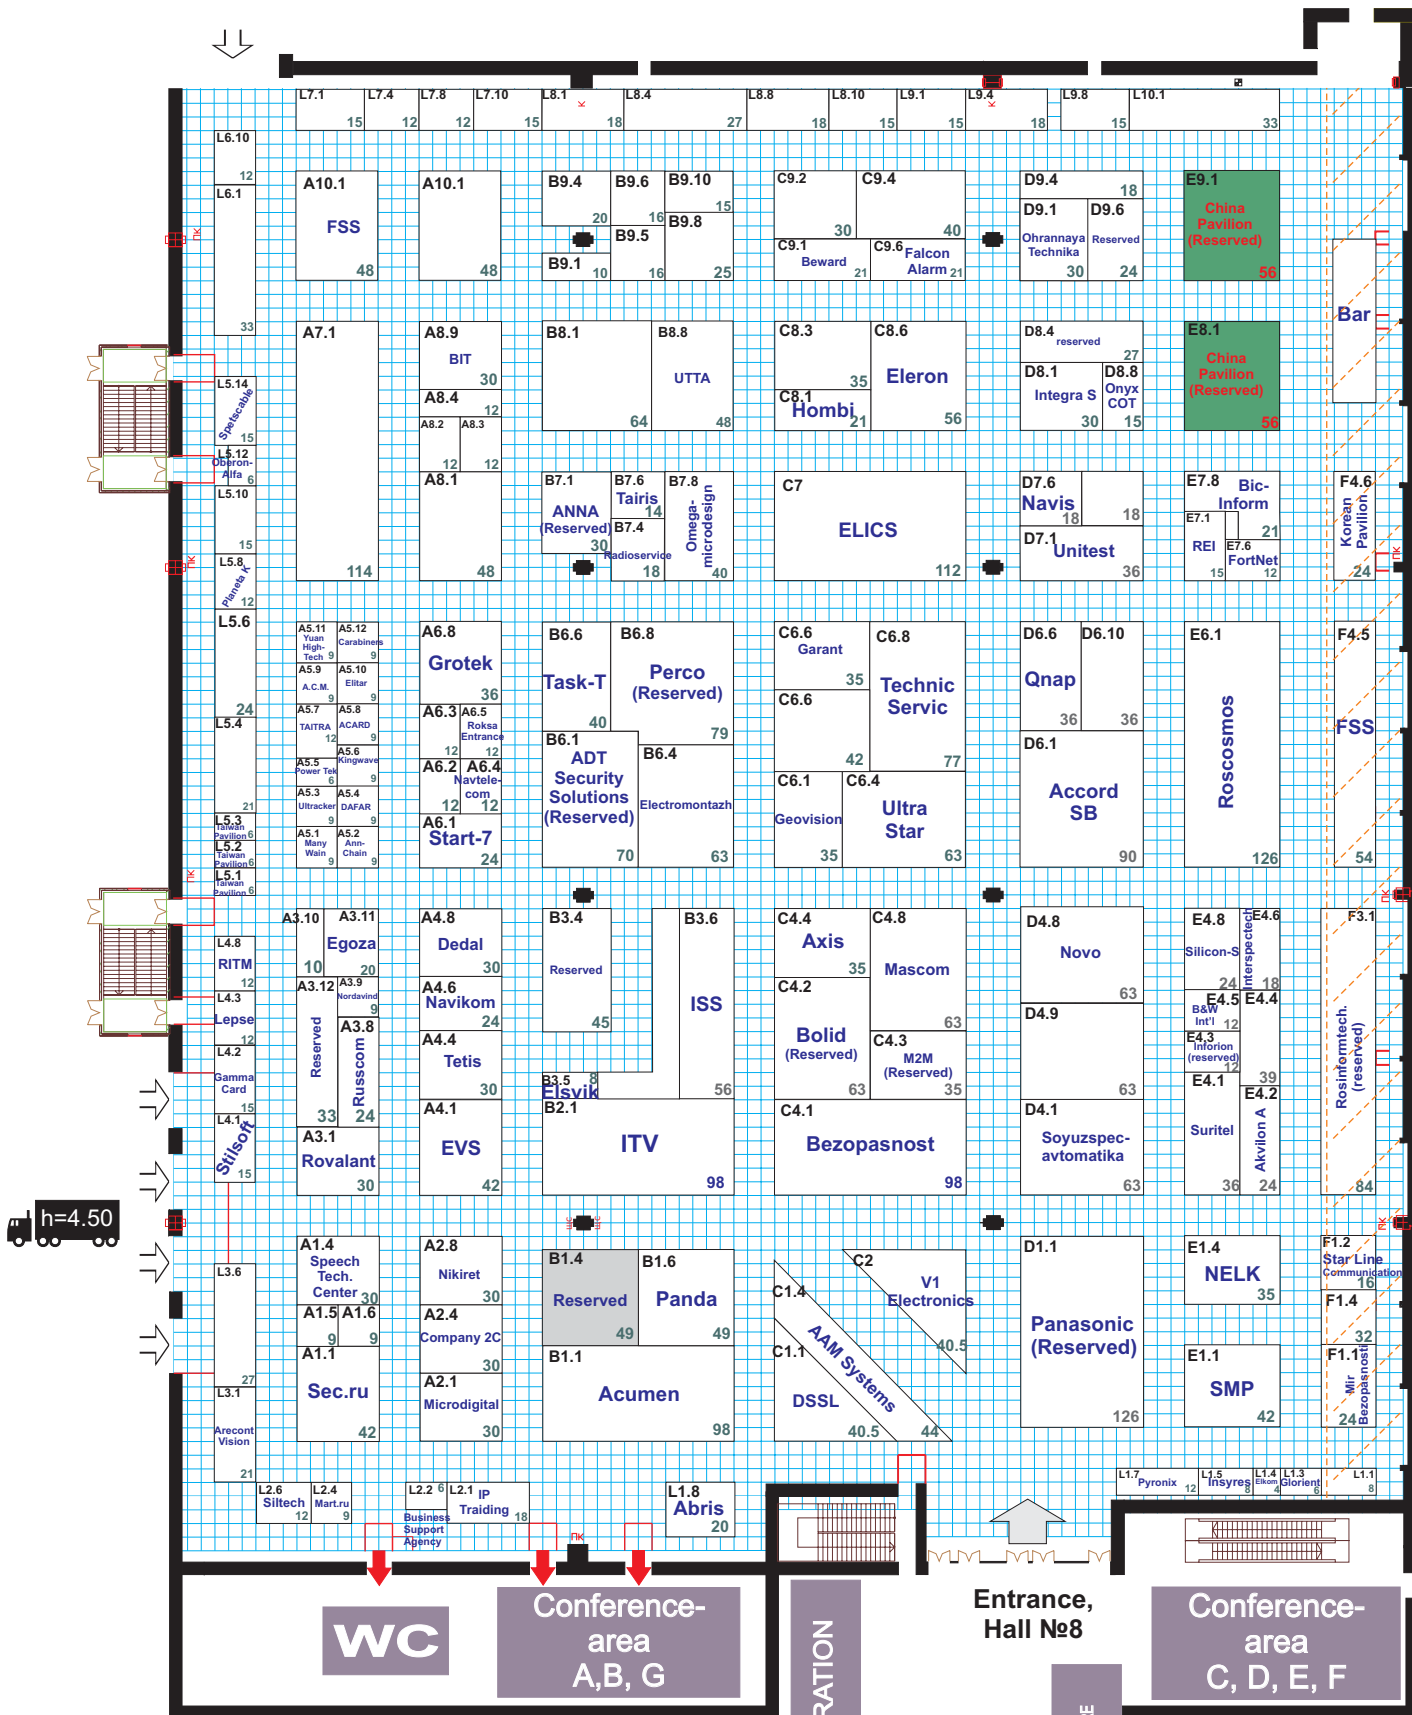 L7.1
15
L7.4
12
L7.8
12
L7.10
15
L8.1
18
L8.4
27
L8.8
18
L8.10
15
L9.1
15
L9.4
18
L9.8
15
L10.1
33
L6.10
12
L6.1
33
A10.1
FSS
48
A10.1
48
B9.4
20
B9.6
16
B9.10
15
B9.1
10
B9.5
16
B9.8
25
C9.2
30
C9.4
40
C9.1
Beward
21
C9.6
Falcon
Alarm
21
D9.4
18
D9.1
Ohrannaya
Technika
30
D9.6
Reserved
24
E9.1
China
Pavilion
(Reserved)
56
Bar
A7.1
114
A8.9
BIT
30
A8.4
12
A8.2
12
A8.3
12
A8.1
48
B8.1
64
B8.8
UTTA
48
C8.3
35
C8.1
Hombi
21
C8.6
Eleron
56
D8.4
reserved
27
D8.1
Integra S
30
D8.8
Onyx
COT
15
E8.1
China
Pavilion
(Reserved)
56
L5.14
Spetscable
15
L5.12
Oberon-
Alfa
6
L5.10
15
L5.8
Planeta K
12
L5.6
24
L5.4
21
L5.3
Taiwan
Pavilion
6
L5.2
Taiwan
Pavilion
6
L5.1
Taiwan
Pavilion
6
B7.1
ANNA
(Reserved)
30
B7.6
Tairis
14
B7.4
Radioservice
18
B7.8
Omega-
microdesign
40
C7
ELICS
112
D7.6
Navis
18
18
D7.1
Unitest
36
E7.8
Bic-
Inform
21
E7.1
REI
15
E7.6
FortNet
12
F4.6
Korean
Pavilion
24
A5.11
Yuan
High-
Tech
9
A5.12
Carabiners
9
A5.9
A.C.M.
9
A5.10
Elitar
9
A5.7
TAITRA
12
A5.8
ACARD
9
A5.5
Power Tek
6
A5.6
Kingwave
9
A5.3
Ultracker
9
A5.4
DAFAR
9
A5.1
Many
Wain
9
A5.2
Ann-
Chain
9
A6.8
Grotek
36
A6.3
12
A6.5
Roksa
Entrance
12
A6.2
12
A6.4
Navtele-
com
12
A6.1
Start-7
24
B6.6
Task-T
40
B6.8
Perco
(Reserved)
79
B6.1
ADT
Security
Solutions
(Reserved)
70
B6.4
Electromontazh
63
C6.6
Garant
35
C6.6
42
C6.8
Technic
Servic
77
C6.1
Geovision
35
C6.4
Ultra
Star
63
D6.6
Qnap
36
D6.10
36
D6.1
Accord
SB
90
E6.1
Roscosmos
126
F4.5
FSS
54
L4.8
RITM
12
L4.3
Lepse
12
L4.2
Gamma
Card
15
L4.1
Stilsoft
15
A3.10
10
A3.11
Egoza
20
A3.12
Reserved
33
A3.9
Nordavind
9
A3.8
Russcom
24
A3.1
Rovalant
30
A4.8
Dedal
30
A4.6
Navikom
24
A4.4
Tetis
30
A4.1
EVS
42
B3.4
Reserved
45
B3.6
ISS
56
B3.5
8
Elsvik
B2.1
ITV
98
C4.4
Axis
35
C4.8
Mascom
63
C4.2
Bolid
(Reserved)
63
C4.3
M2M
(Reserved)
35
C4.1
Bezopasnost
98
D4.8
Novo
63
D4.9
63
D4.1
Soyuzspec-
avtomatika
63
E4.8
Silicon-S
24
E4.6
Interspectech
18
E4.5
B&W
Int'l
12
E4.4
39
E4.3
Inforion
(reserved)
12
E4.1
Suritel
36
E4.2
Akvilon A
24
F3.1
Rosinformtech.
(reserved)
84
h=4.50
L3.6
27
L3.1
Arecont
Vision
21
A1.4
Speech
Tech.
Center
30
A1.5
9
A1.6
9
A1.1
Sec.ru
42
A2.8
Nikiret
30
A2.4
Company 2C
30
A2.1
Microdigital
30
B1.4
Reserved
49
B1.6
Panda
49
B1.1
Acumen
98
C2
V1
Electronics
40.5
C1.4
AAM Systems
44
C1.1
DSSL
40.5
D1.1
Panasonic
(Reserved)
126
E1.4
NELK
35
E1.1
SMP
42
F1.2
Star Line
Communication
16
F1.4
32
F1.1
Mir
Bezopasnosti
24
L2.6
Siltech
12
L2.4
Mart.ru
9
L2.2
6
Business
Support
Agency
L2.1
IP
Traiding
18
L1.8
Abris
20
L1.7
Pyronix
12
L1.5
Insyres
8
L1.4
Elkom
4
L1.3
Glorient
6
L1.1
8
ПК
ПК
ПК
ПК
ПК
ПК
ПК
К
К
WC
Conference-
area
A,B, G
RATION
Entrance,
Hall №8
Conference-
area
C, D, E, F